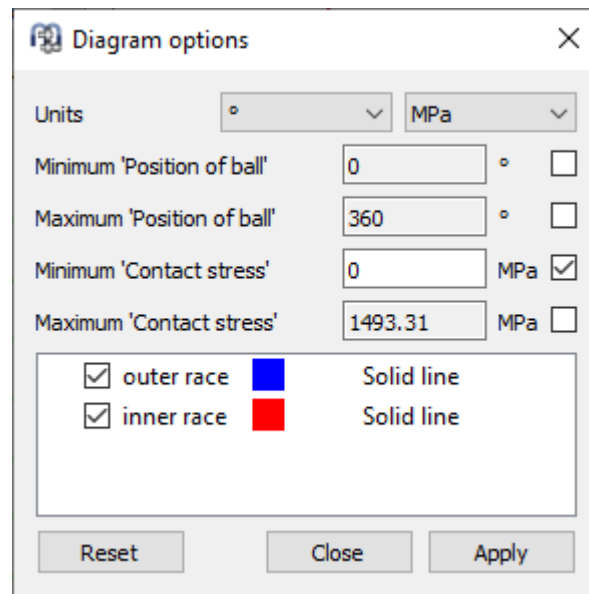 Diagram options
Units ° MPa
Minimum 'Position of ball' 0 °
Maximum 'Position of ball' 360 °
Minimum 'Contact stress' 0 MPa
Maximum 'Contact stress' 1493.31 MPa
outer race Solid line
inner race Solid line
Reset Close Apply